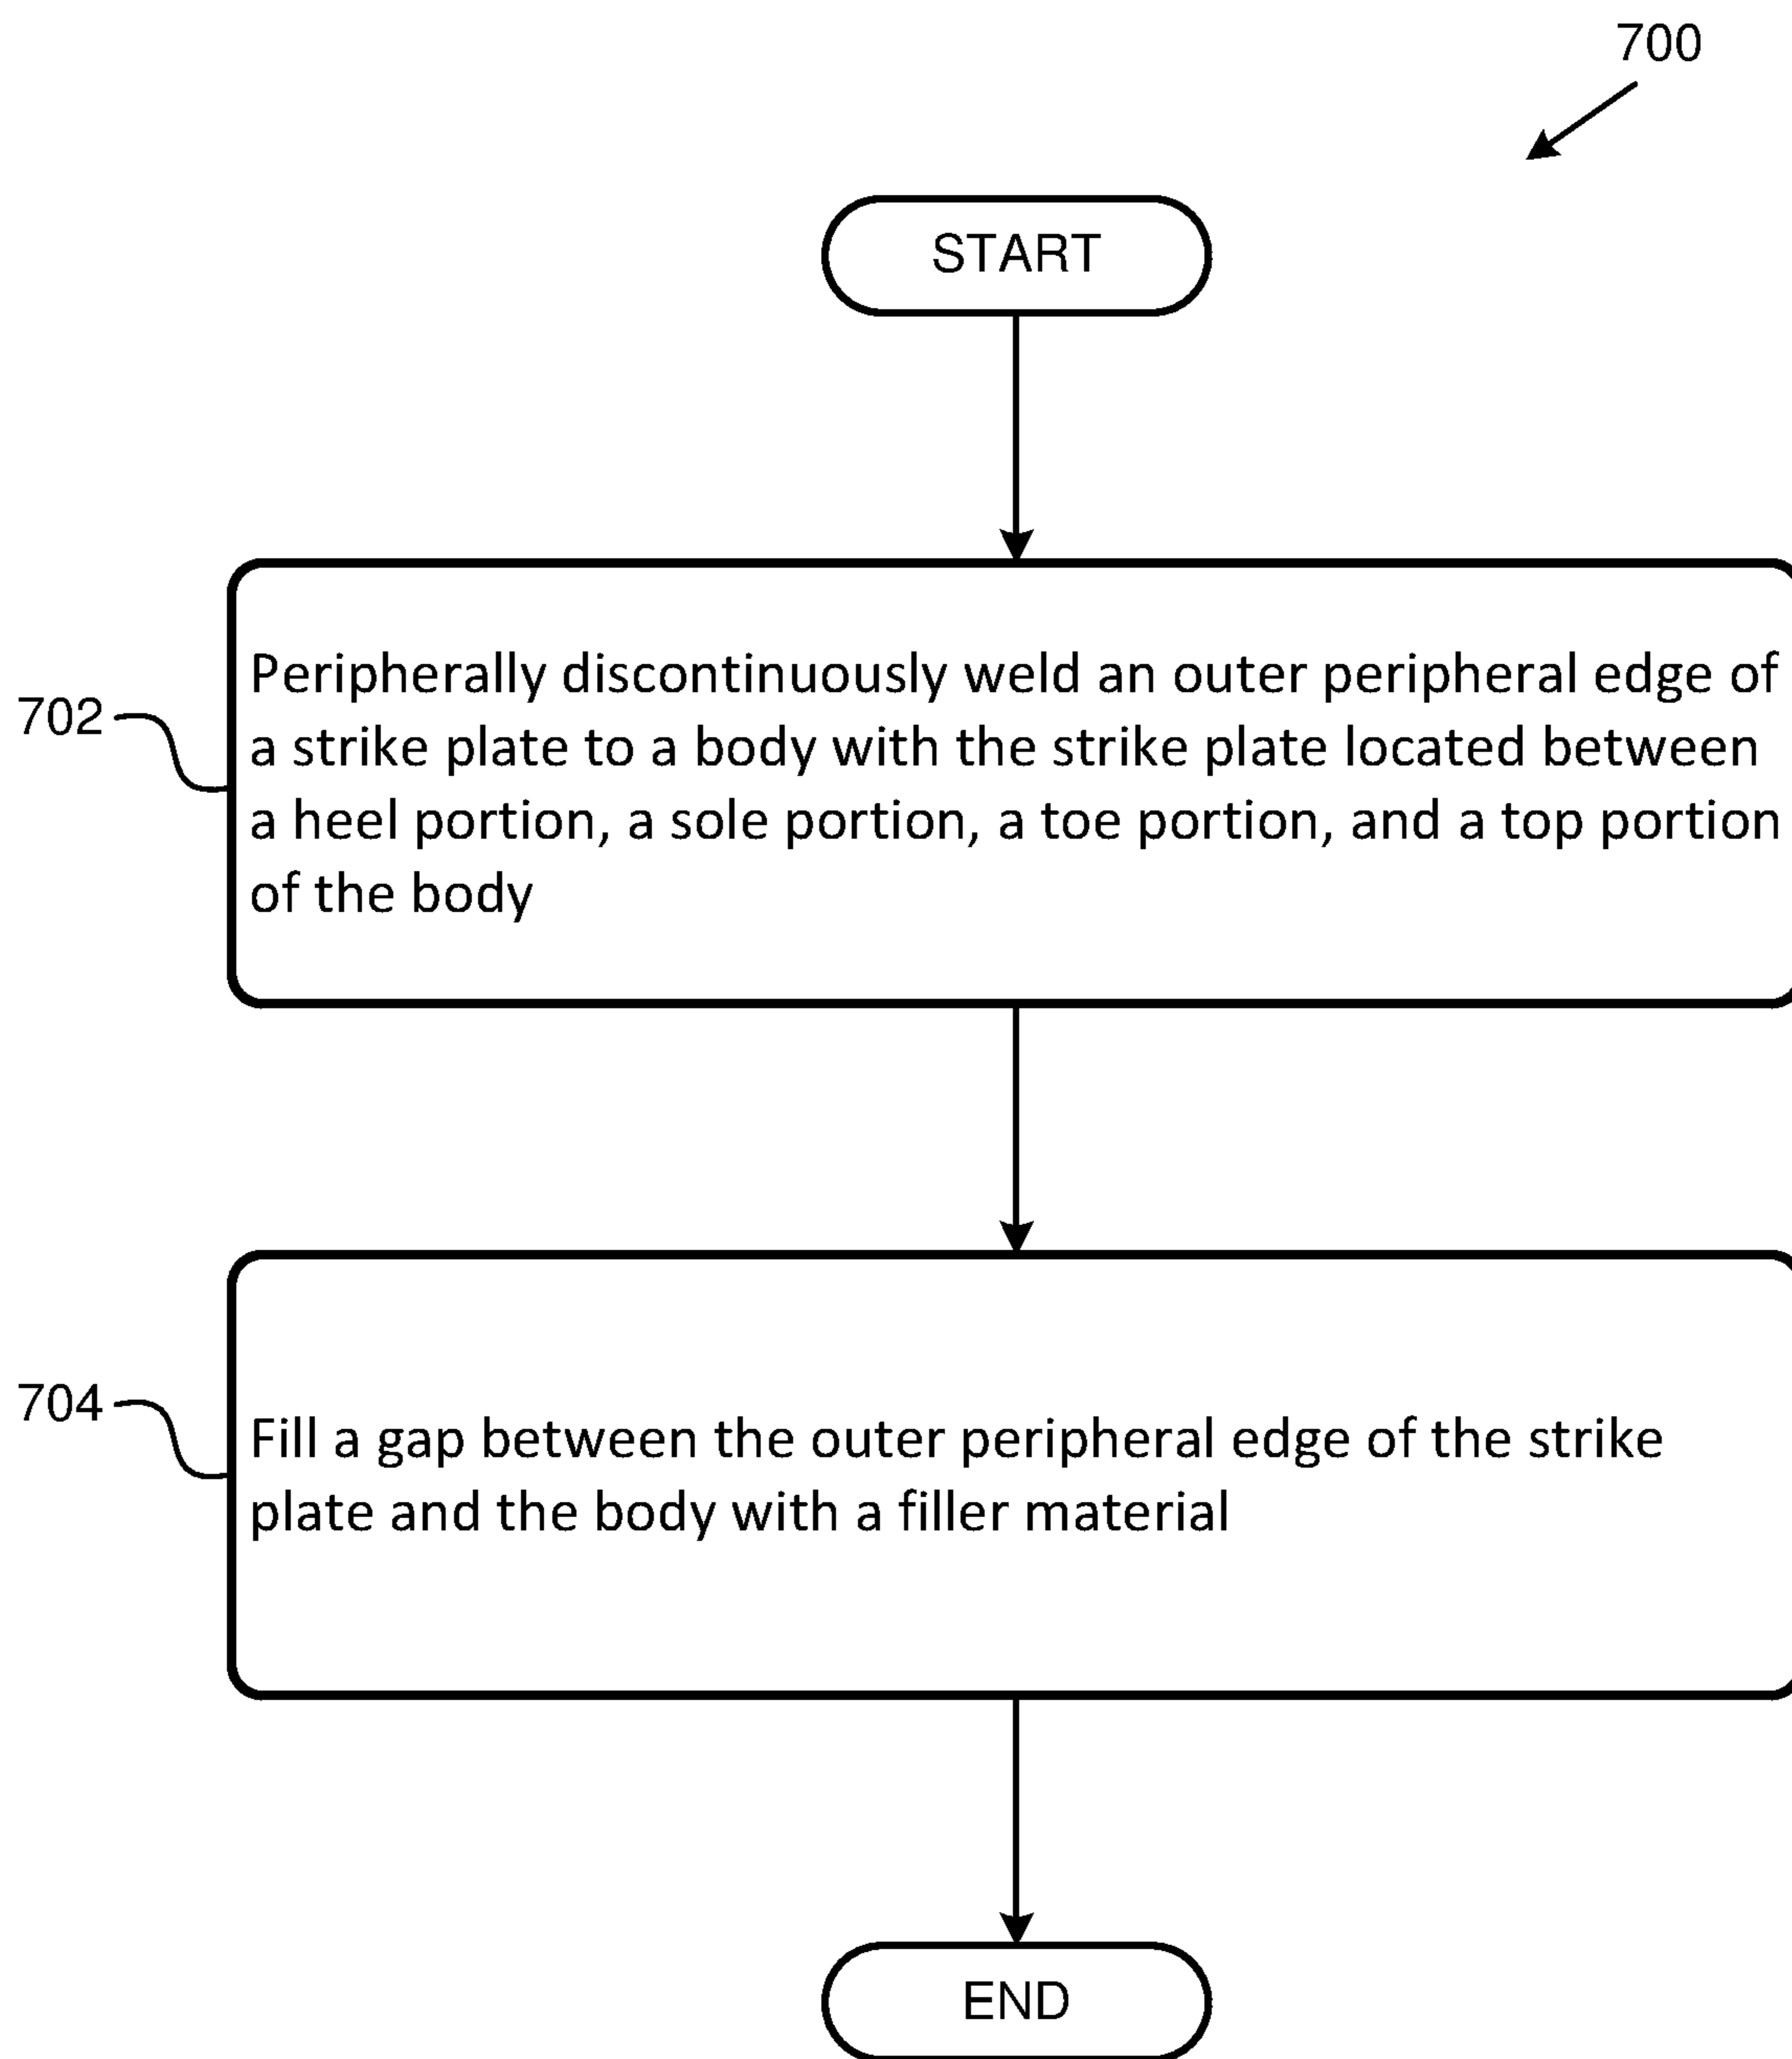 700
START
702
Peripherally discontinuously weld an outer peripheral edge of
a strike plate to a body with the strike plate located between
a heel portion, a sole portion, a toe portion, and a top portion
of the body
704
Fill a gap between the outer peripheral edge of the strike
plate and the body with a filler material
END